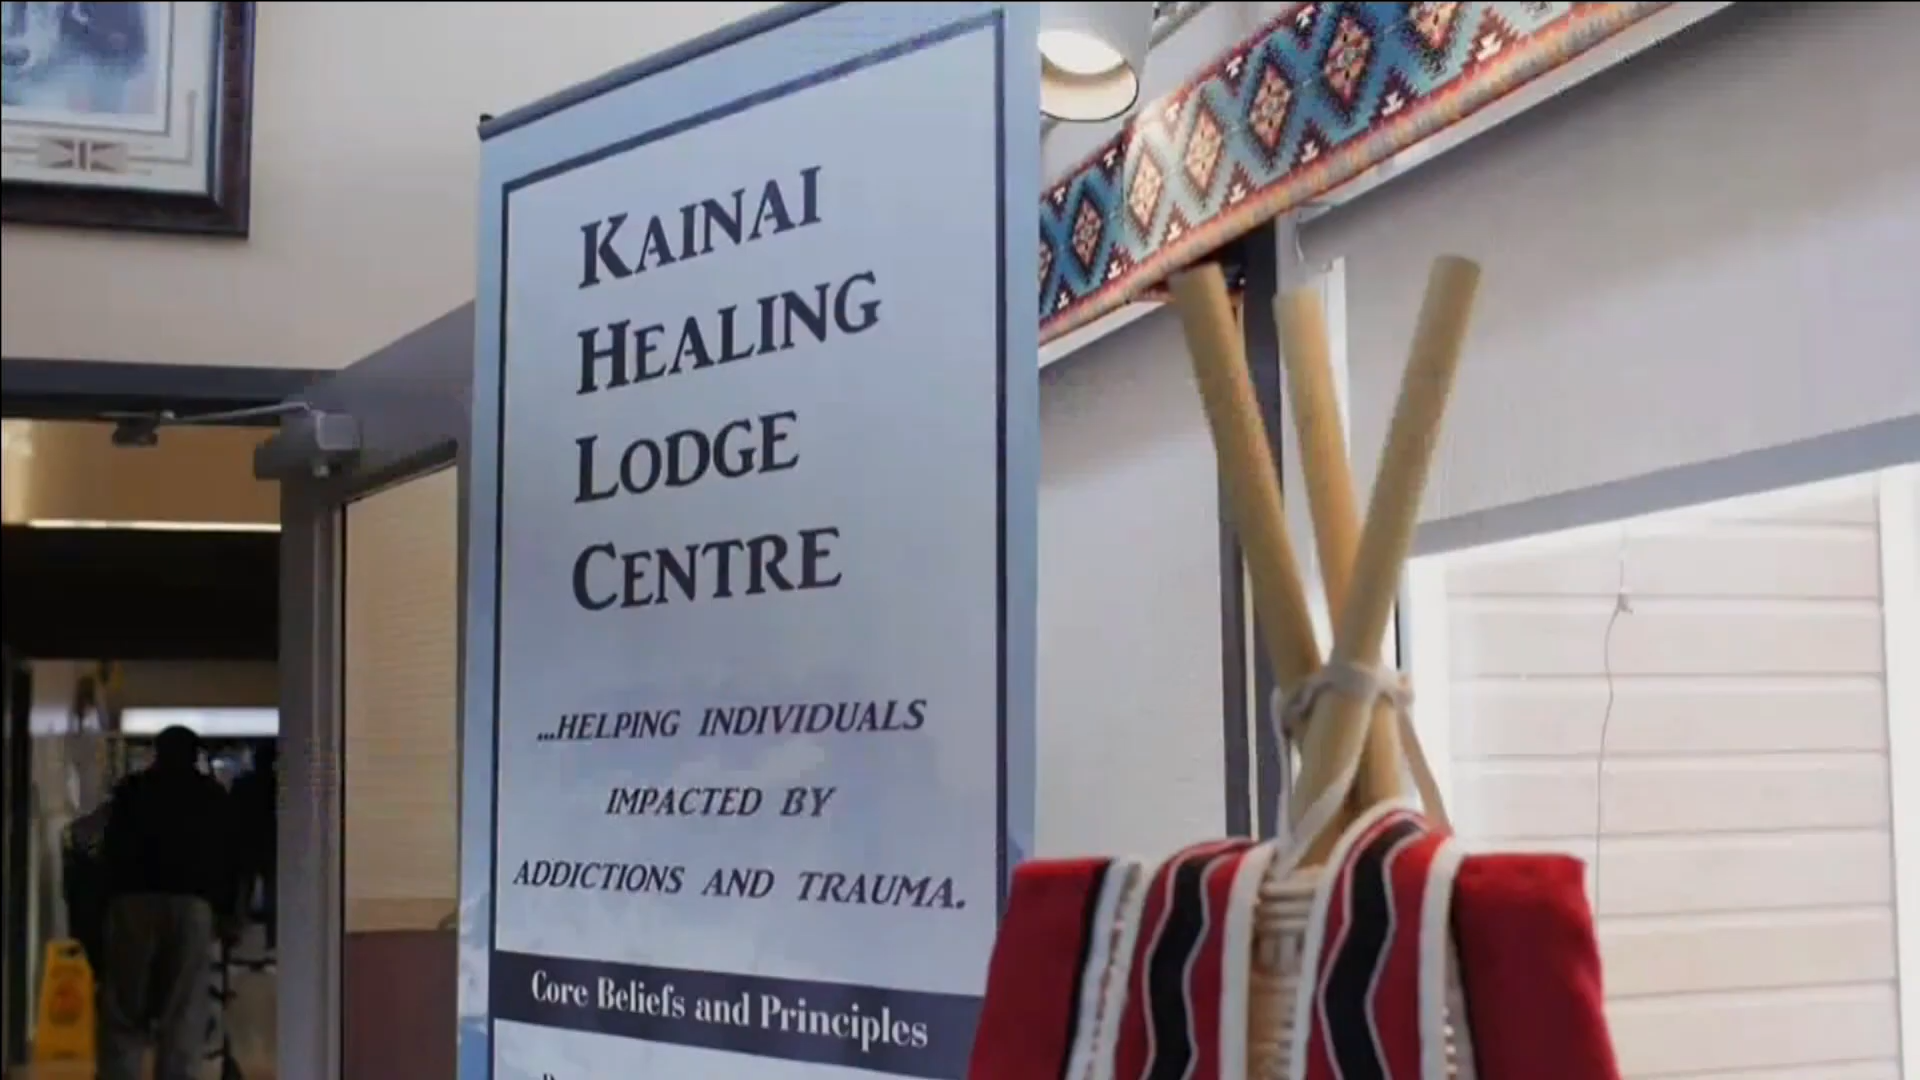 KAINAI
HEALING
LODGE
CENTRE
...HELPING INDIVIDUALS
IMPACTED BY
ADDICTIONS AND TRAUMA.
Core Beliefs and Principles